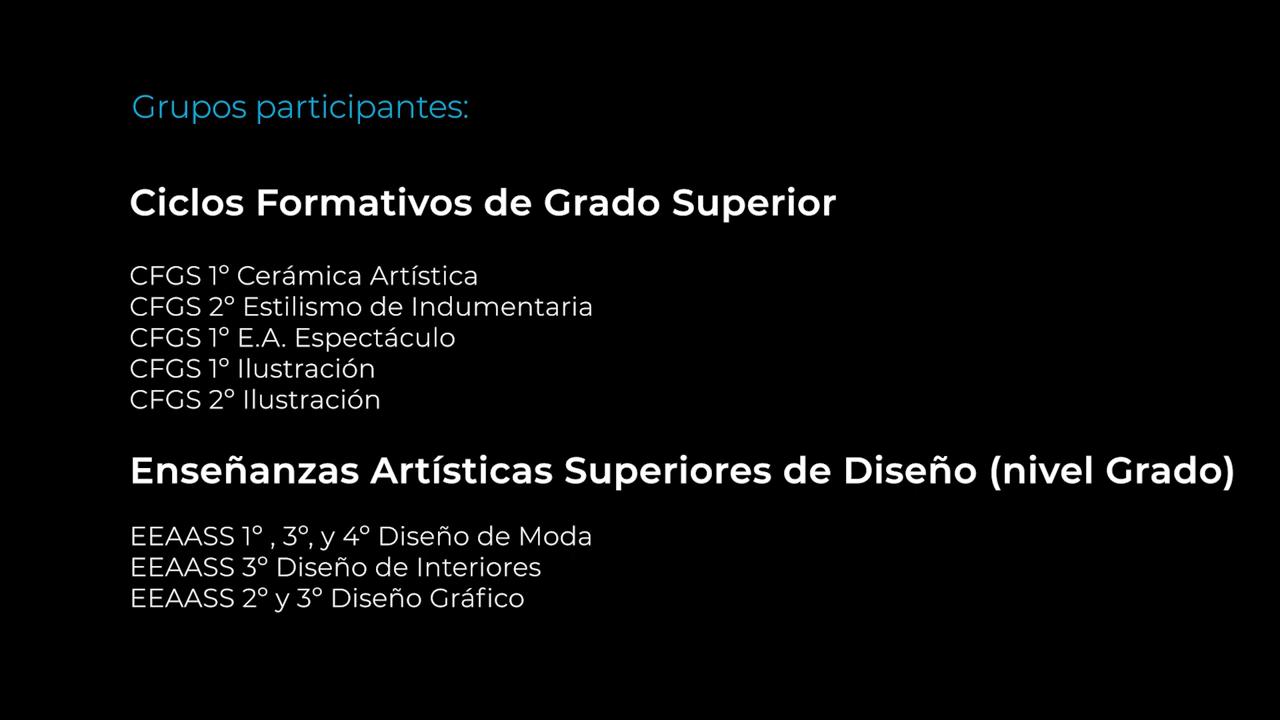 Grupos participantes:
Ciclos Formativos de Grado Superior
CFGS 1º Cerámica Artística
CFGS 2º Estilismo de Indumentaria
CFGS 1º E.A. Espectáculo
CFGS 1º Ilustración
CFGS 2º Ilustración
Enseñanzas Artísticas Superiores de Diseño (nivel Grado)
EEAASS 1º , 3º, y 4º Diseño de Moda
EEAASS 3º Diseño de Interiores
EEAASS 2º y 3º Diseño Gráfico